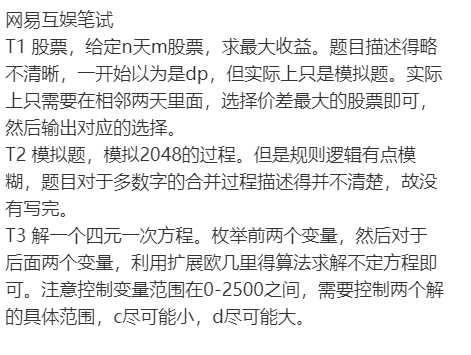 网易互娱笔试
T1 股票，给定n天m股票，求最大收益。题目描述得略
不清晰，一开始以为是dp，但实际上只是模拟题。实际
上只需要在相邻两天里面，选择价差最大的股票即可，
然后输出对应的选择。
T2 模拟题，模拟2048的过程。但是规则逻辑有点模
糊，题目对于多数字的合并过程描述得并不清楚，故没
有写完。
T3 解一个四元一次方程。枚举前两个变量，然后对于
后面两个变量，利用扩展欧几里得算法求解不定方程即
可。注意控制变量范围在0-2500之间，需要控制两个解
的具体范围，c尽可能小，d尽可能大。